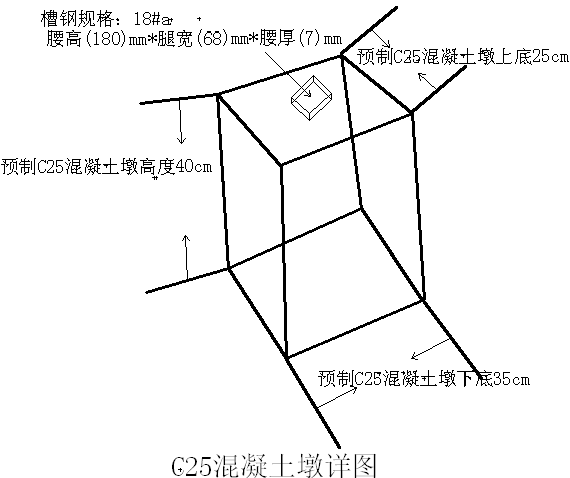 槽钢规格：18#a
腰高(180)mm*腿宽(68)mm*腰厚(7)mm
预制C25混凝土墩上底25cm
预制C25混凝土墩高度40cm
预制C25混凝土墩下底35cm
C25混凝土墩详图